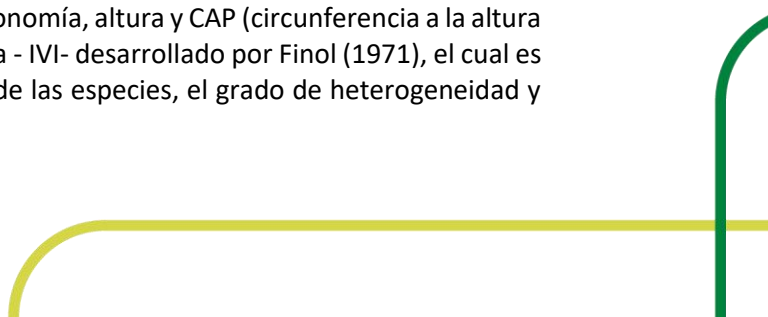 onomía, altura y CAP (circunferencia a la altura
a - IVI- desarrollado por Finol (1971), el cual es
de las especies, el grado de heterogeneidad y